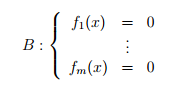 f₁(x) = 0
B : { ⋮
fₘ(x) = 0